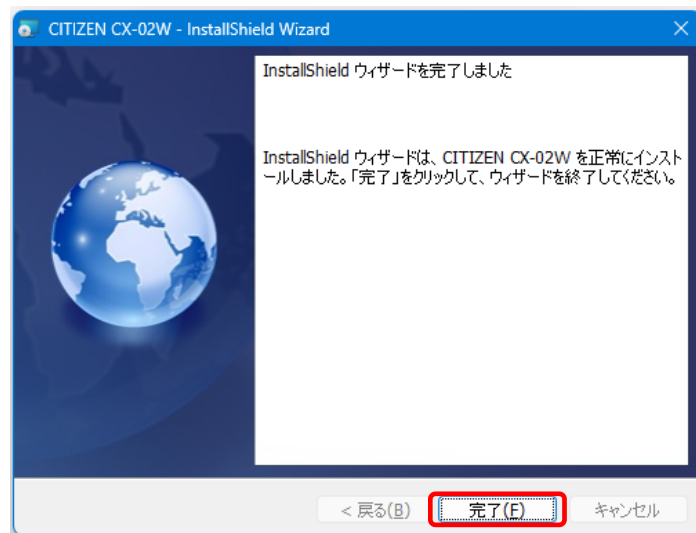 CITIZEN CX-02W - InstallShield Wizard
InstallShield ウィザードを完了しました
InstallShield ウィザードは、CITIZEN CX-02W を正常にインスト
ールしました。「完了」をクリックして、ウィザードを終了してください。
< 戻る(B) 完了(F) キャンセル